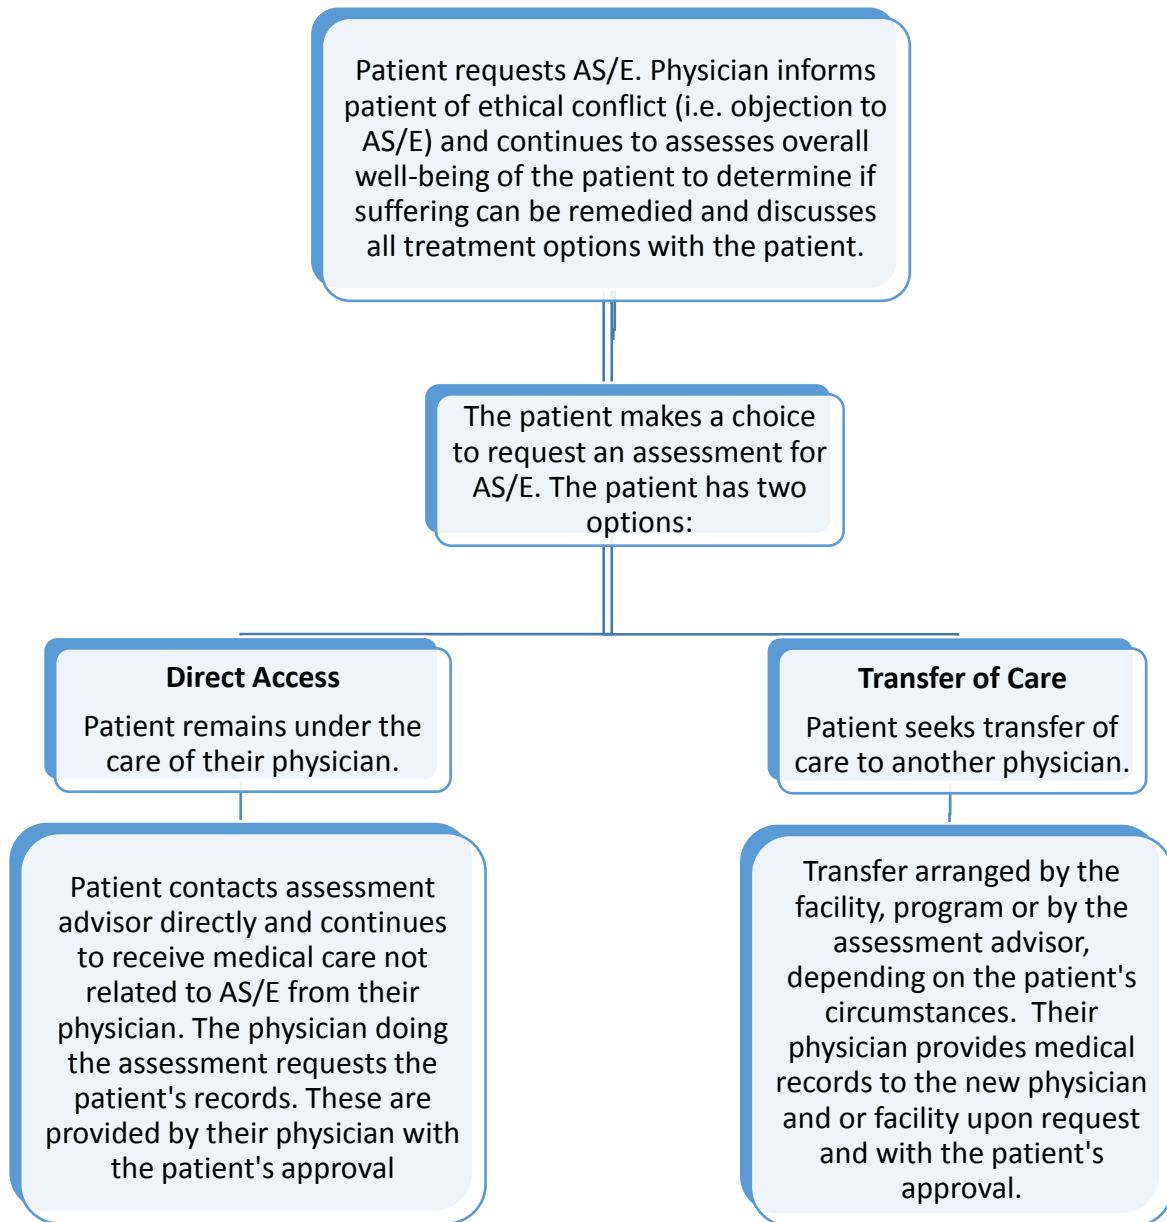 Patient requests AS/E. Physician informs
patient of ethical conflict (i.e. objection to
AS/E) and continues to assesses overall
well-being of the patient to determine if
suffering can be remedied and discusses
all treatment options with the patient.
The patient makes a choice
to request an assessment for
AS/E. The patient has two
options:
Direct Access
Patient remains under the
care of their physician.
Patient contacts assessment
advisor directly and continues
to receive medical care not
related to AS/E from their
physician. The physician doing
the assessment requests the
patient's records. These are
provided by their physician with
the patient's approval
Transfer of Care
Patient seeks transfer of
care to another physician.
Transfer arranged by the
facility, program or by the
assessment advisor,
depending on the patient's
circumstances.  Their
physician provides medical
records to the new physician
and or facility upon request
and with the patient's
approval.